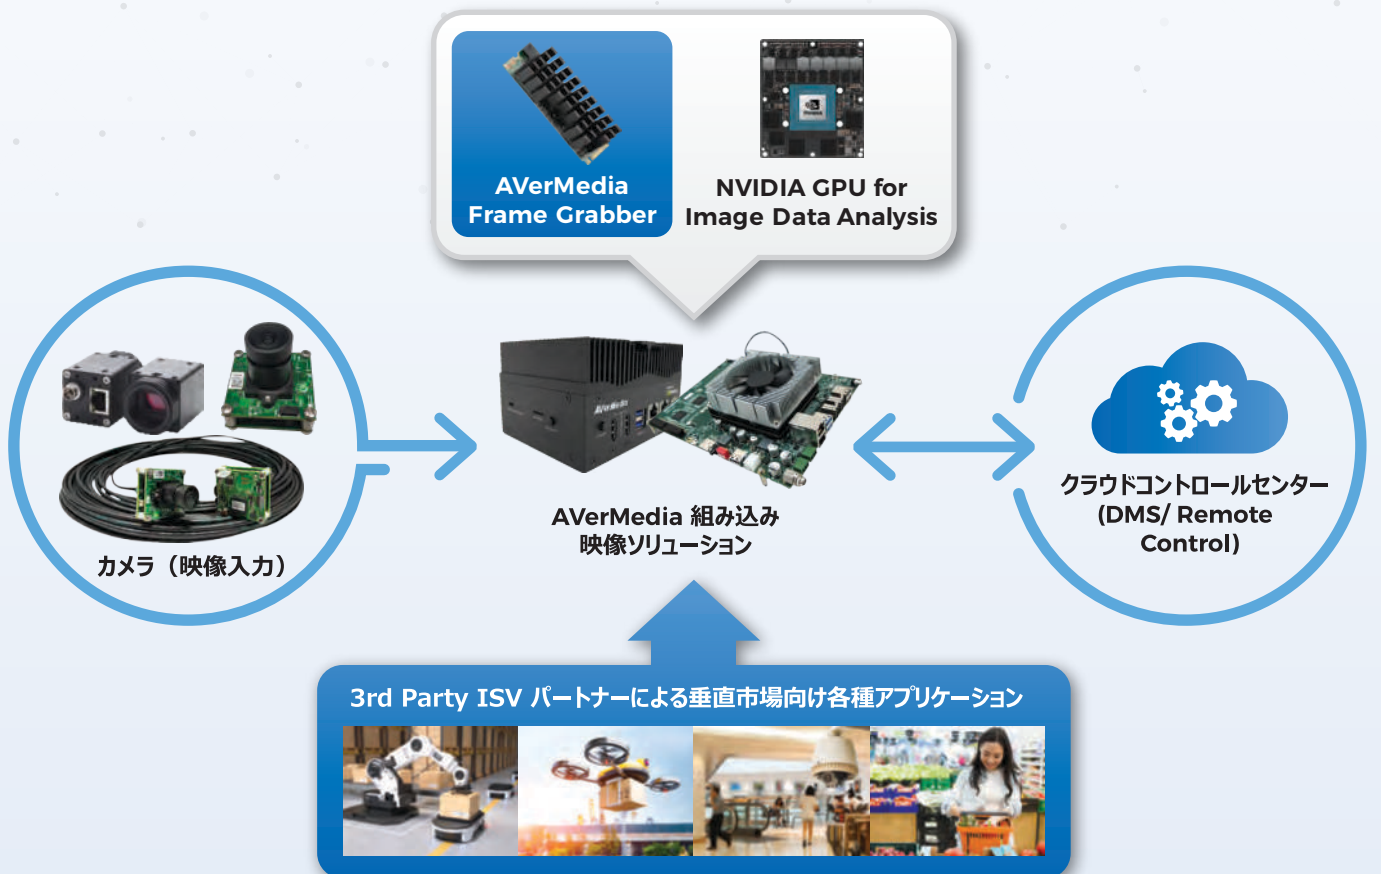 AVerMedia
Frame Grabber
NVIDIA
NVIDIA GPU for
Image Data Analysis
カメラ（映像入力）
AVerMedia
AVerMedia 組み込み
映像ソリューション
クラウドコントロールセンター
(DMS/ Remote
Control)
3rd Party ISV パートナーによる垂直市場向け各種アプリケーション